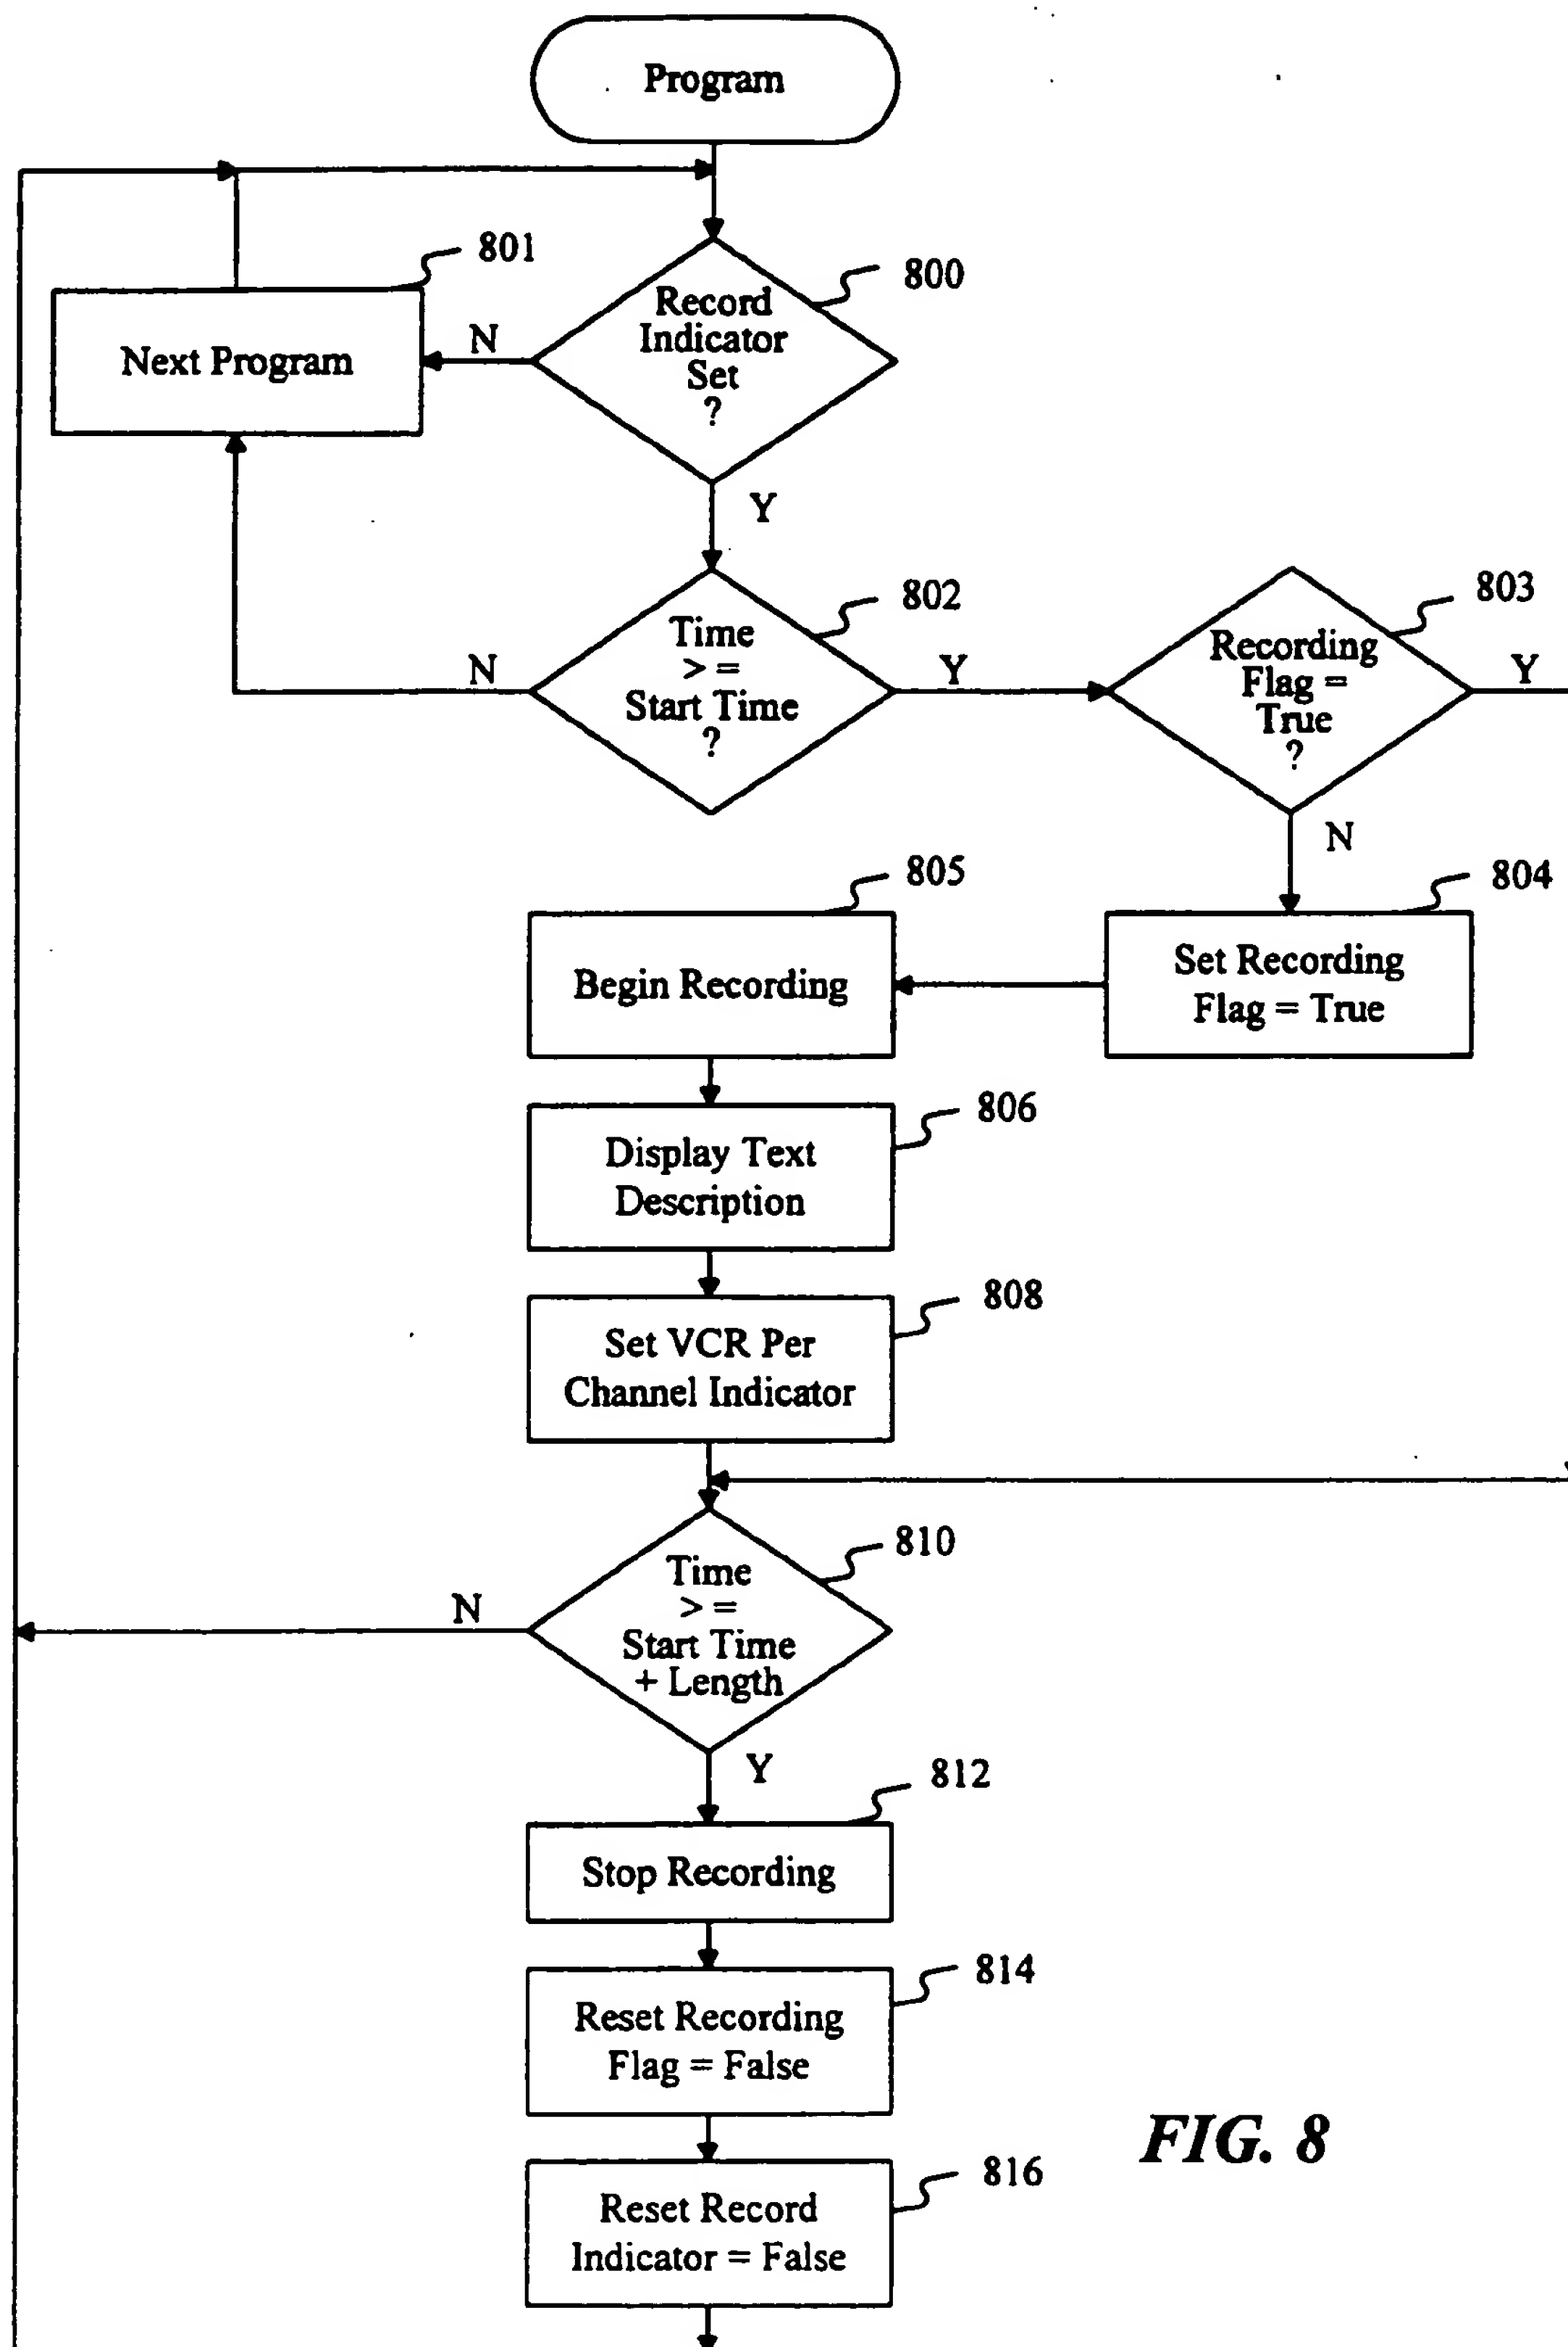 Program
801
800
Record
Indicator
Set
?
N
Next Program
Y
802
803
Time
> =
Start Time
?
N
Y
Recording
Flag =
True
?
Y
N
805
804
Begin Recording
Set Recording
Flag = True
806
Display Text
Description
808
Set VCR Per
Channel Indicator
810
Time
> =
Start Time
+ Length
N
Y
812
Stop Recording
814
Reset Recording
Flag = False
FIG. 8
816
Reset Record
Indicator = False